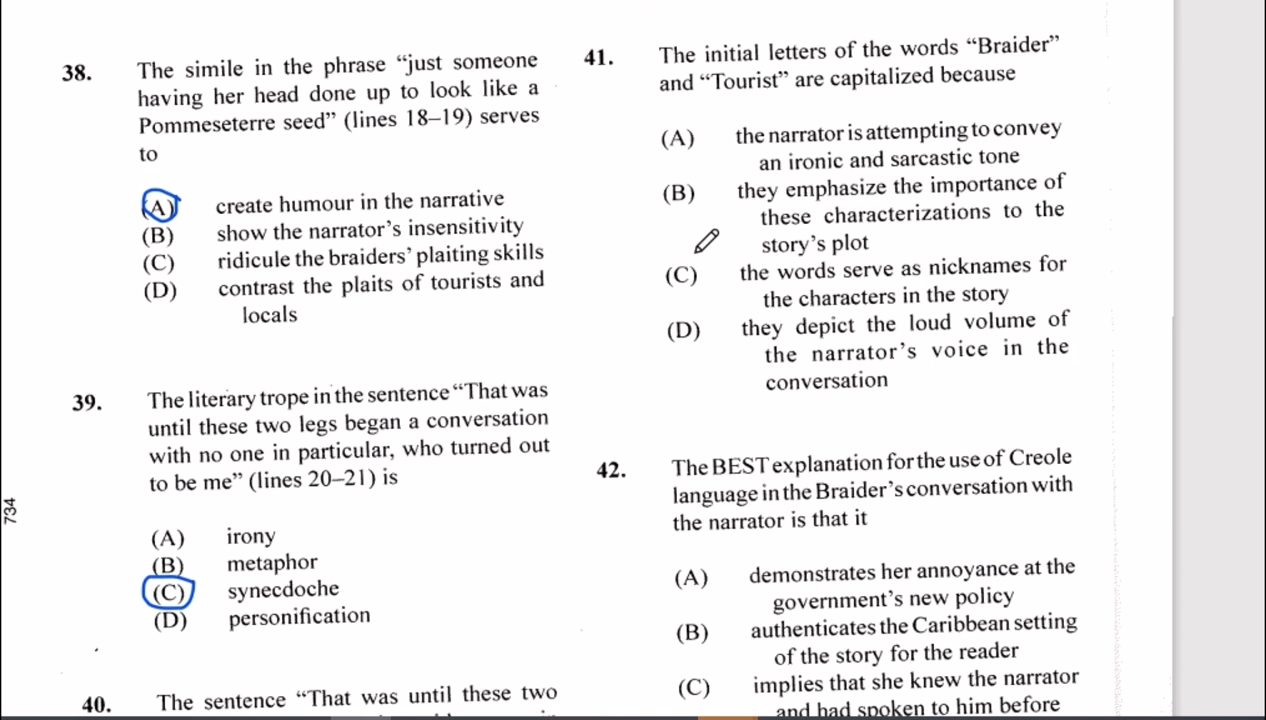 38. The simile in the phrase “just someone
having her head done up to look like a
Pommeseterre seed” (lines 18–19) serves
to
(A) create humour in the narrative
(B) show the narrator’s insensitivity
(C) ridicule the braiders’ plaiting skills
(D) contrast the plaits of tourists and
locals
39. The literary trope in the sentence “That was
until these two legs began a conversation
with no one in particular, who turned out
to be me” (lines 20–21) is
(A) irony
(B) metaphor
(C) synecdoche
(D) personification
40. The sentence “That was until these two
734
41. The initial letters of the words “Braider”
and “Tourist” are capitalized because
(A) the narrator is attempting to convey
an ironic and sarcastic tone
(B) they emphasize the importance of
these characterizations to the
story’s plot
(C) the words serve as nicknames for
the characters in the story
(D) they depict the loud volume of
the narrator’s voice in the
conversation
42. The BEST explanation for the use of Creole
language in the Braider’s conversation with
the narrator is that it
(A) demonstrates her annoyance at the
government’s new policy
(B) authenticates the Caribbean setting
of the story for the reader
(C) implies that she knew the narrator
and had spoken to him before